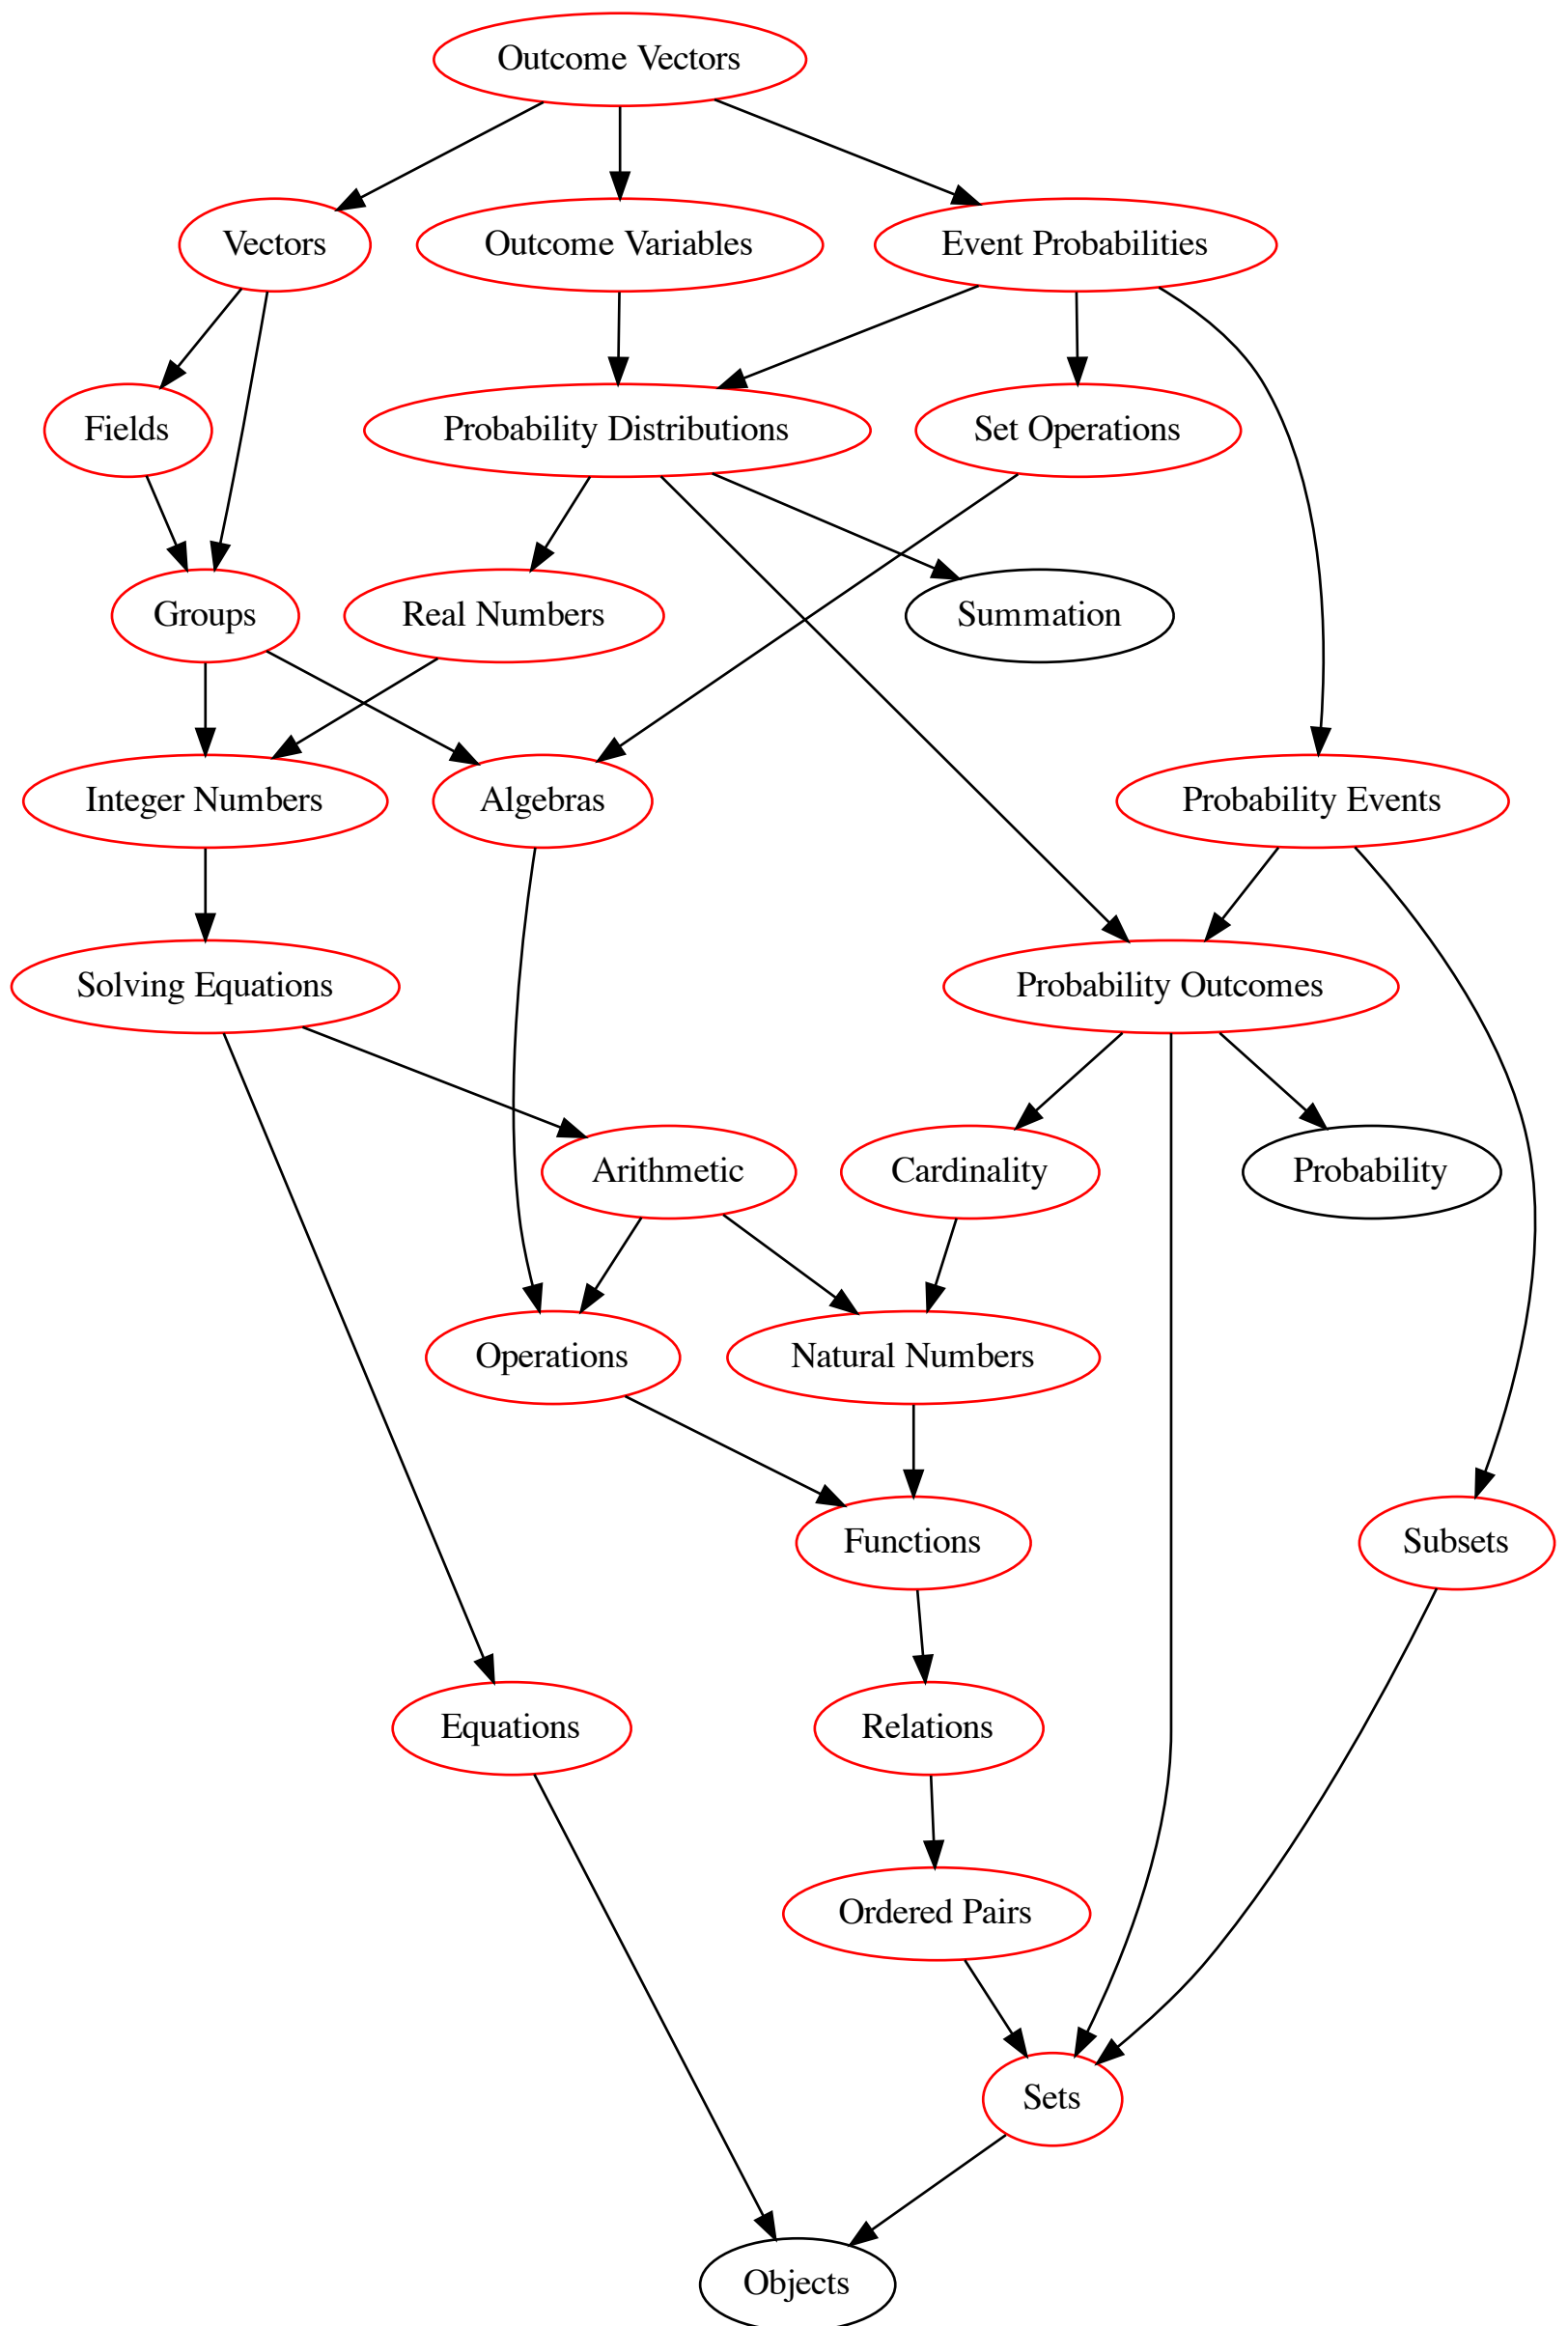 Outcome Vectors
Vectors
Outcome Variables
Event Probabilities
Fields
Probability Distributions
Set Operations
Groups
Real Numbers
Summation
Integer Numbers
Algebras
Probability Events
Solving Equations
Probability Outcomes
Arithmetic
Cardinality
Probability
Operations
Natural Numbers
Functions
Subsets
Equations
Relations
Ordered Pairs
Sets
Objects